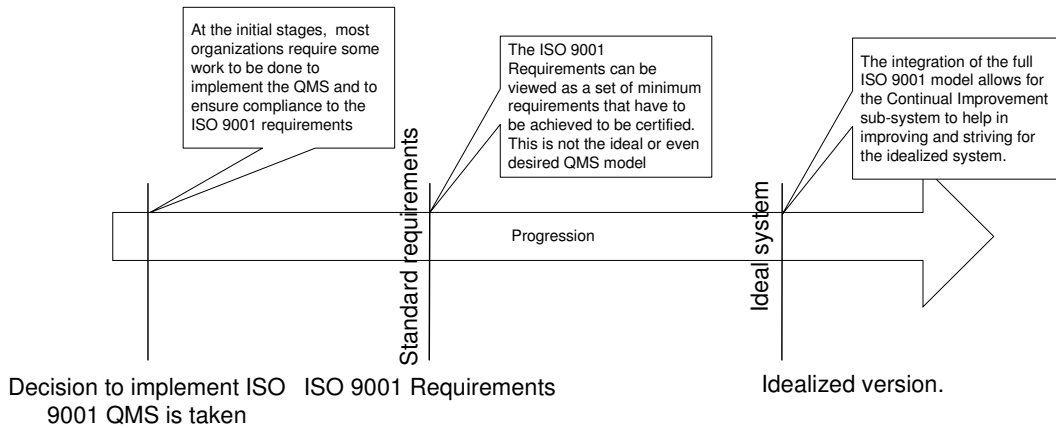 At the initial stages,  most
organizations require some
work to be done to
implement the QMS and to
ensure compliance to the
ISO 9001 requirements
The ISO 9001
Requirements can be
viewed as a set of minimum
requirements that have to
be achieved to be certified.
This is not the ideal or even
desired QMS model
The integration of the full
ISO 9001 model allows for
the Continual Improvement
sub-system to help in
improving and striving for
the idealized system.
Standard requirements
Progression
Ideal system
Decision to implement ISO
9001 QMS is taken
ISO 9001 Requirements
Idealized version.